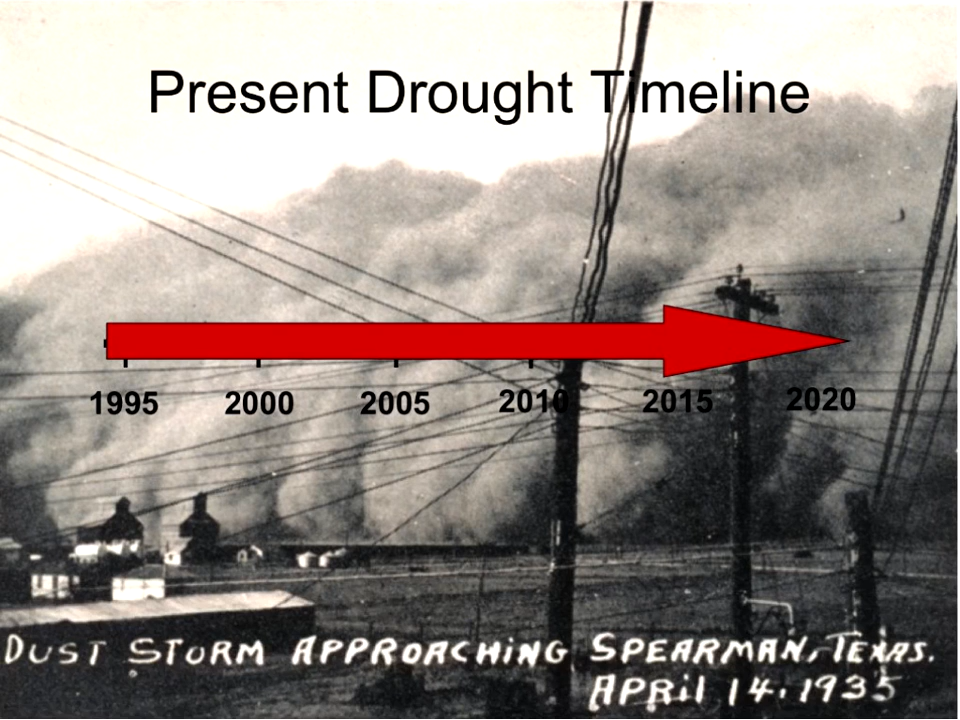 Present Drought Timeline
1995 2000 2005 2010 2015 2020
DUST STORM APPROACHING SPEARMAN, TEXAS.
APRIL 14, 1935